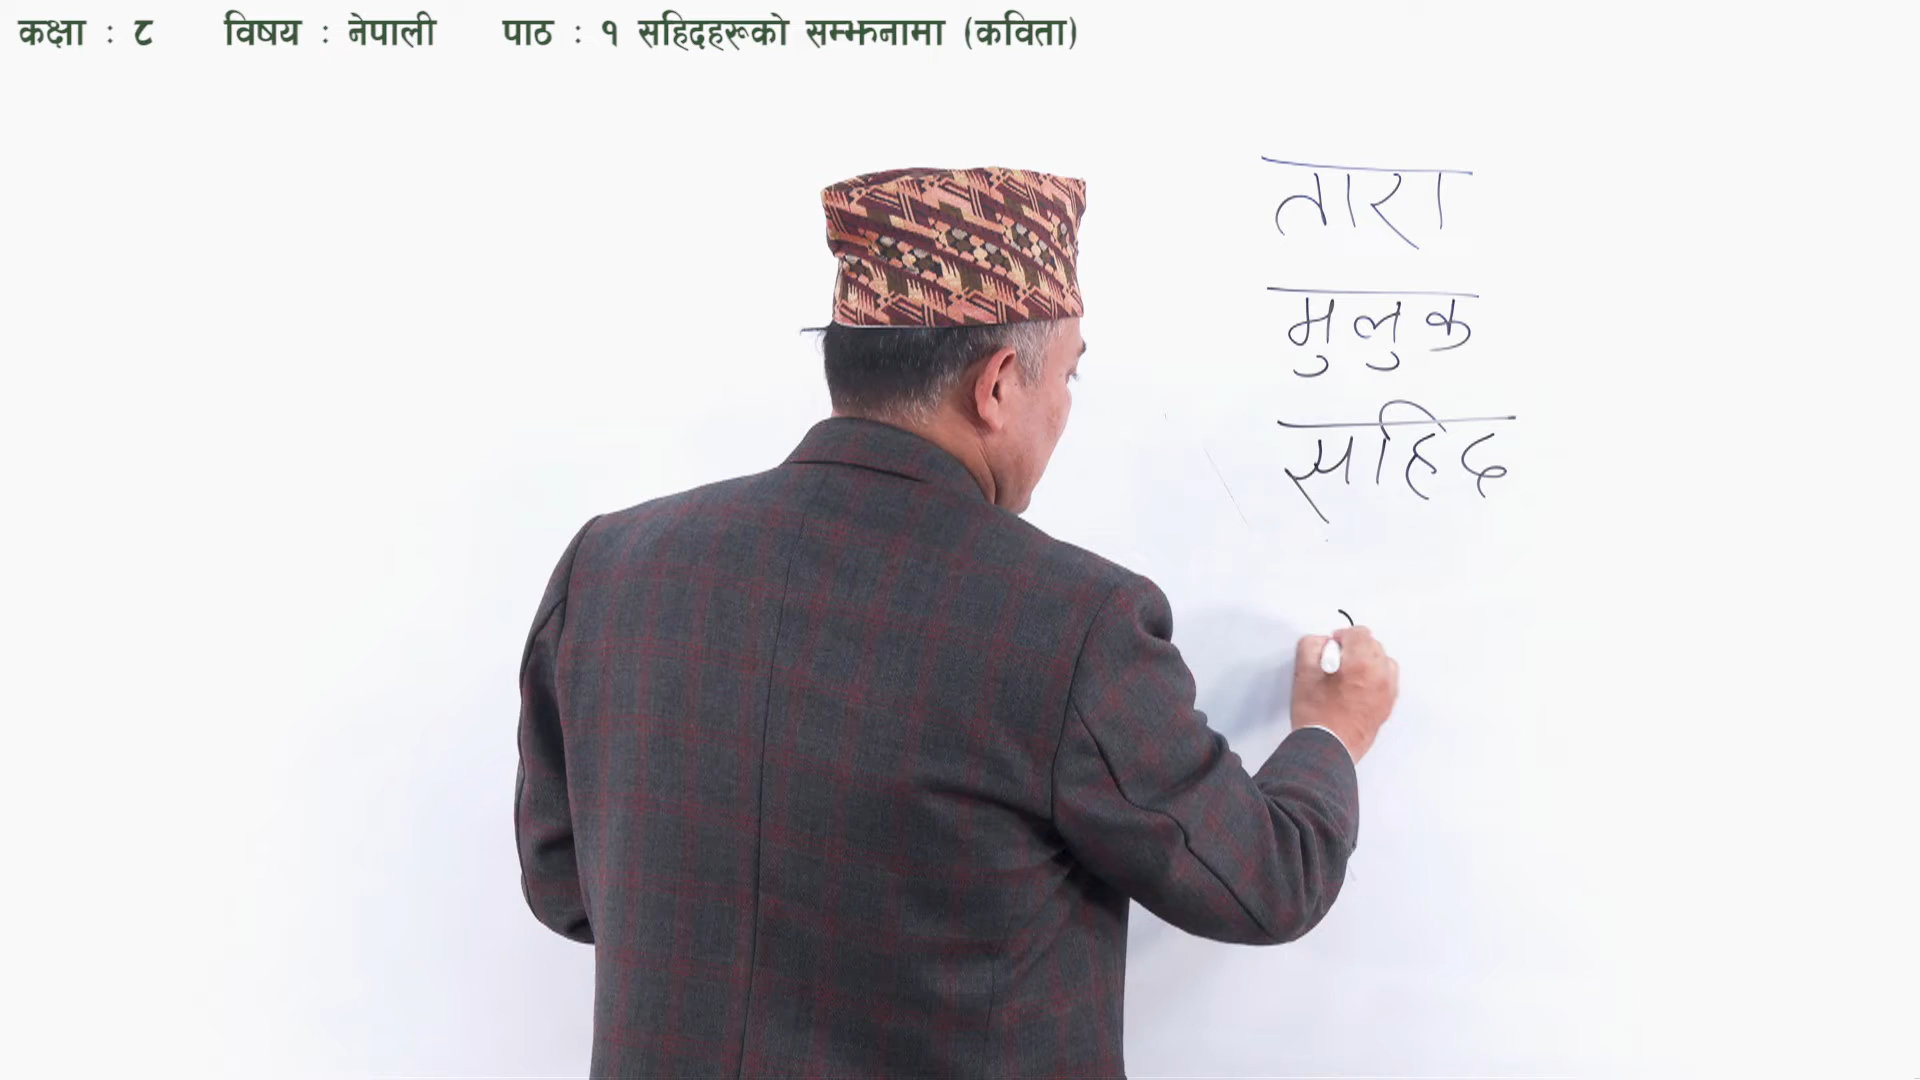 कक्षा : ८ विषय : नेपाली पाठ : १ सहिदहरूको सम्झनामा (कविता)
तारा
मुलुक
सहिद